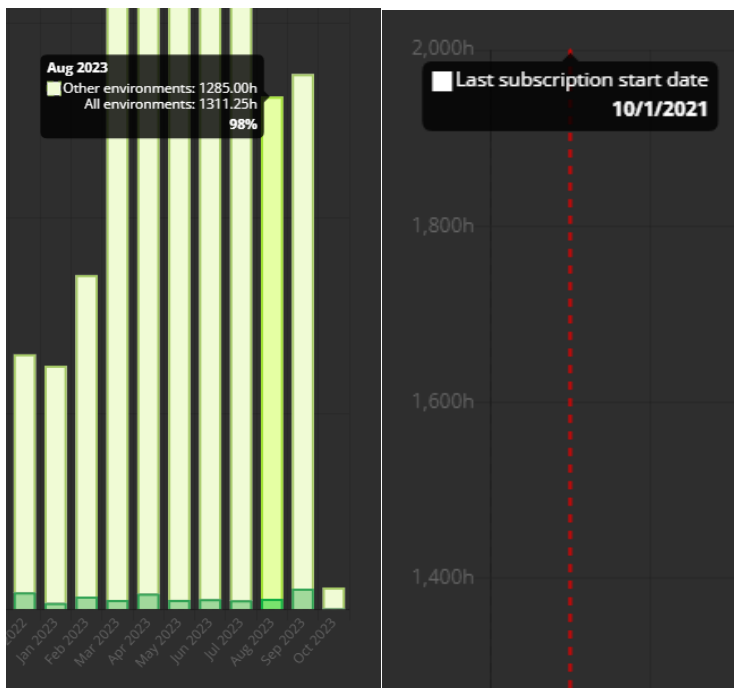 Aug 2023
Other environments: 1285.00h
All environments: 1311.25h
98%
2022
Jan 2023
Feb 2023
Mar 2023
Apr 2023
May 2023
Jun 2023
Jul 2023
Aug 2023
Sep 2023
Oct 2023
2,000h
Last subscription start date
10/1/2021
1,800h
1,600h
1,400h